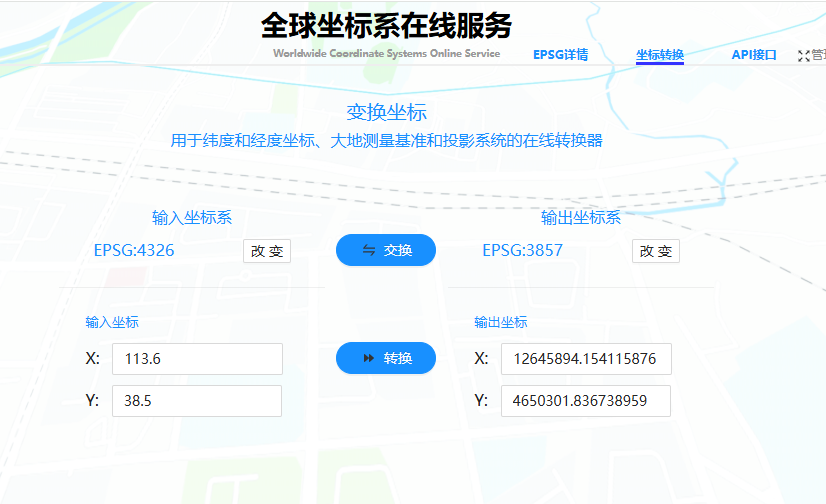 全球坐标系在线服务
Worldwide Coordinate Systems Online Service
EPSG详情 坐标转换 API接口
变换坐标
用于纬度和经度坐标、大地测量基准和投影系统的在线转换器
输入坐标系 输出坐标系
EPSG:4326 改 变 交换 EPSG:3857 改 变
输入坐标 输出坐标
X: 113.6 转换 X: 12645894.154115876
Y: 38.5 Y: 4650301.836738959